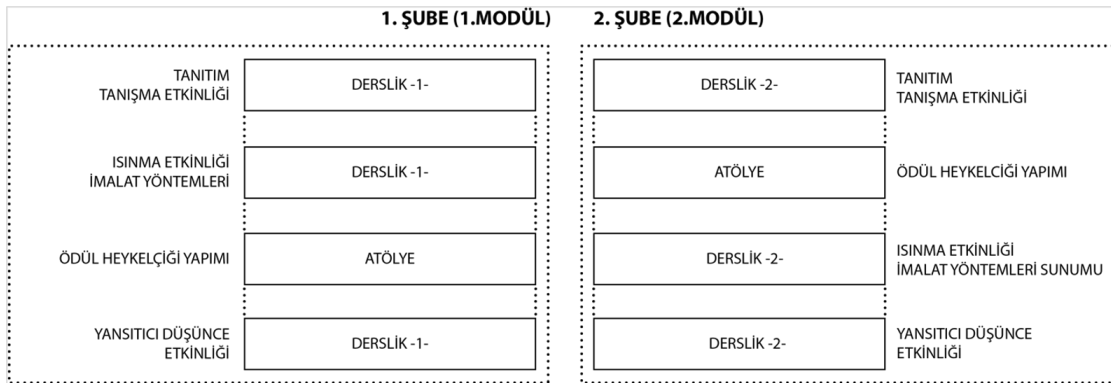 1. ŞUBE (1.MODÜL)
2. ŞUBE (2.MODÜL)
TANITIM
TANIŞMA ETKİNLİĞİ
DERSLİK -1-
DERSLİK -2-
TANITIM
TANIŞMA ETKİNLİĞİ
ISINMA ETKİNLİĞİ
İMALAT YÖNTEMLERİ
DERSLİK -1-
ATÖLYE
ÖDÜL HEYKELCİĞİ YAPIMI
ÖDÜL HEYKELÇİĞİ YAPIMI
ATÖLYE
DERSLİK -2-
ISINMA ETKİNLİĞİ
İMALAT YÖNTEMLERİ SUNUMU
YANSITICI DÜŞÜNCE
ETKİNLİĞİ
DERSLİK -1-
DERSLİK -2-
YANSITICI DÜŞÜNCE
ETKİNLİĞİ